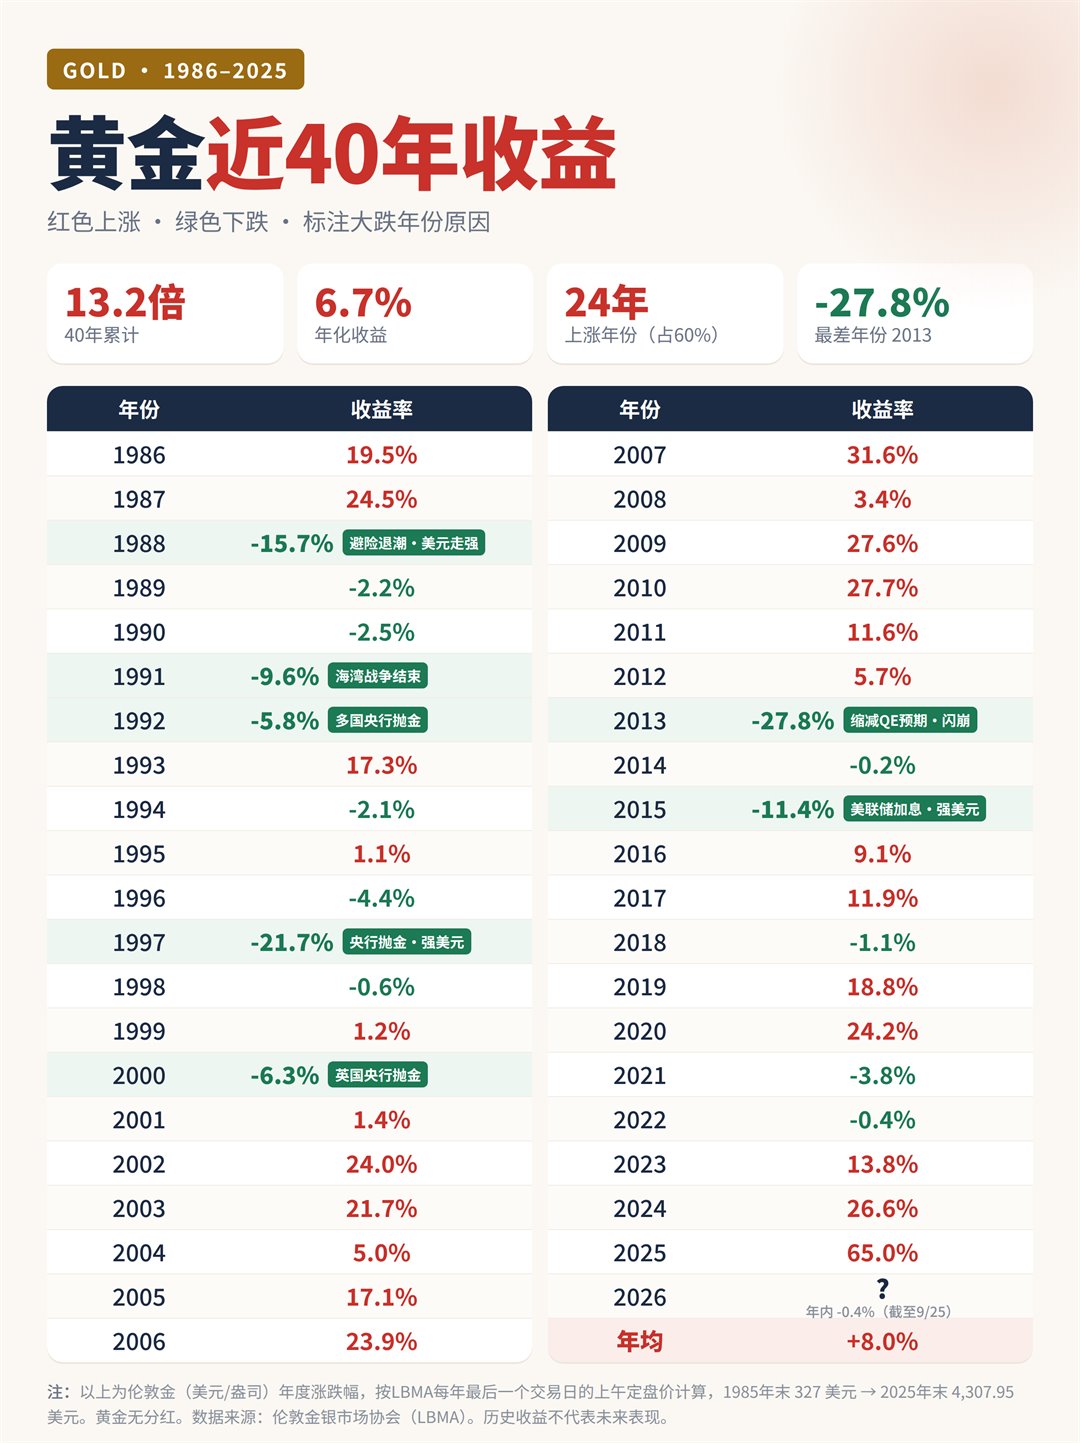 GOLD · 1986–2025
黄金近40年收益
红色上涨 · 绿色下跌 · 标注大跌年份原因
13.2倍
40年累计
6.7%
年化收益
24年
上涨年份（占60%）
-27.8%
最差年份 2013
年份 收益率
1986 19.5%
1987 24.5%
1988 -15.7% 避险退潮·美元走强
1989 -2.2%
1990 -2.5%
1991 -9.6% 海湾战争结束
1992 -5.8% 多国央行抛金
1993 17.3%
1994 -2.1%
1995 1.1%
1996 -4.4%
1997 -21.7% 央行抛金·强美元
1998 -0.6%
1999 1.2%
2000 -6.3% 英国央行抛金
2001 1.4%
2002 24.0%
2003 21.7%
2004 5.0%
2005 17.1%
2006 23.9%
年份 收益率
2007 31.6%
2008 3.4%
2009 27.6%
2010 27.7%
2011 11.6%
2012 5.7%
2013 -27.8% 缩减QE预期·闪崩
2014 -0.2%
2015 -11.4% 美联储加息·强美元
2016 9.1%
2017 11.9%
2018 -1.1%
2019 18.8%
2020 24.2%
2021 -3.8%
2022 -0.4%
2023 13.8%
2024 26.6%
2025 65.0%
2026 ?
年内 -0.4%（截至9/25）
年均 +8.0%
注：以上为伦敦金（美元/盎司）年度涨跌幅，按LBMA每年最后一个交易日的上午定盘价计算，1985年末 327 美元 → 2025年末 4,307.95
美元。黄金无分红。数据来源：伦敦金银市场协会（LBMA）。历史收益不代表未来表现。